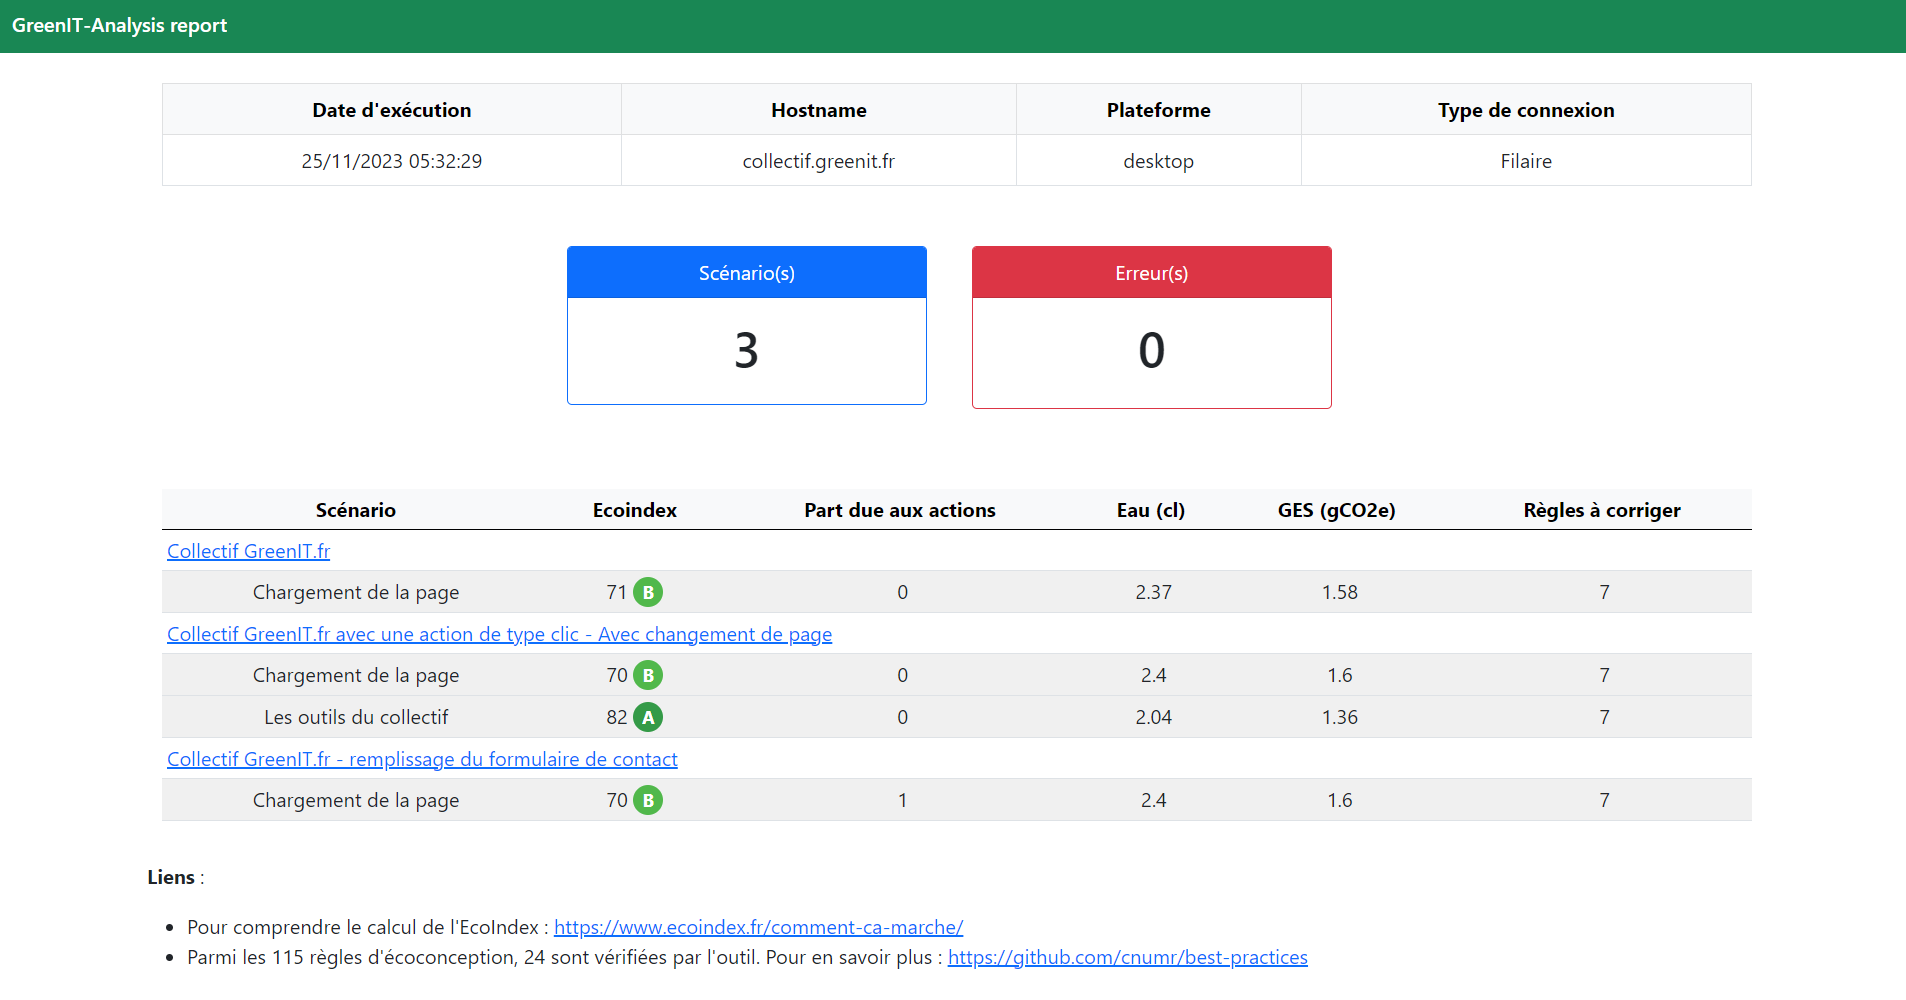 GreenIT-Analysis report
Date d'exécution Hostname Plateforme Type de connexion
25/11/2023 05:32:29 collectif.greenit.fr desktop Filaire
Scénario(s) Erreur(s)
3 0
Scénario Ecoindex Part due aux actions Eau (cl) GES (gCO2e) Règles à corriger
Collectif GreenIT.fr
Chargement de la page 71 B 0 2.37 1.58 7
Collectif GreenIT.fr avec une action de type clic - Avec changement de page
Chargement de la page 70 B 0 2.4 1.6 7
Les outils du collectif 82 A 0 2.04 1.36 7
Collectif GreenIT.fr - remplissage du formulaire de contact
Chargement de la page 70 B 1 2.4 1.6 7
Liens :
• Pour comprendre le calcul de l'EcoIndex : https://www.ecoindex.fr/comment-ca-marche/
• Parmi les 115 règles d'écoconception, 24 sont vérifiées par l'outil. Pour en savoir plus : https://github.com/cnumr/best-practices